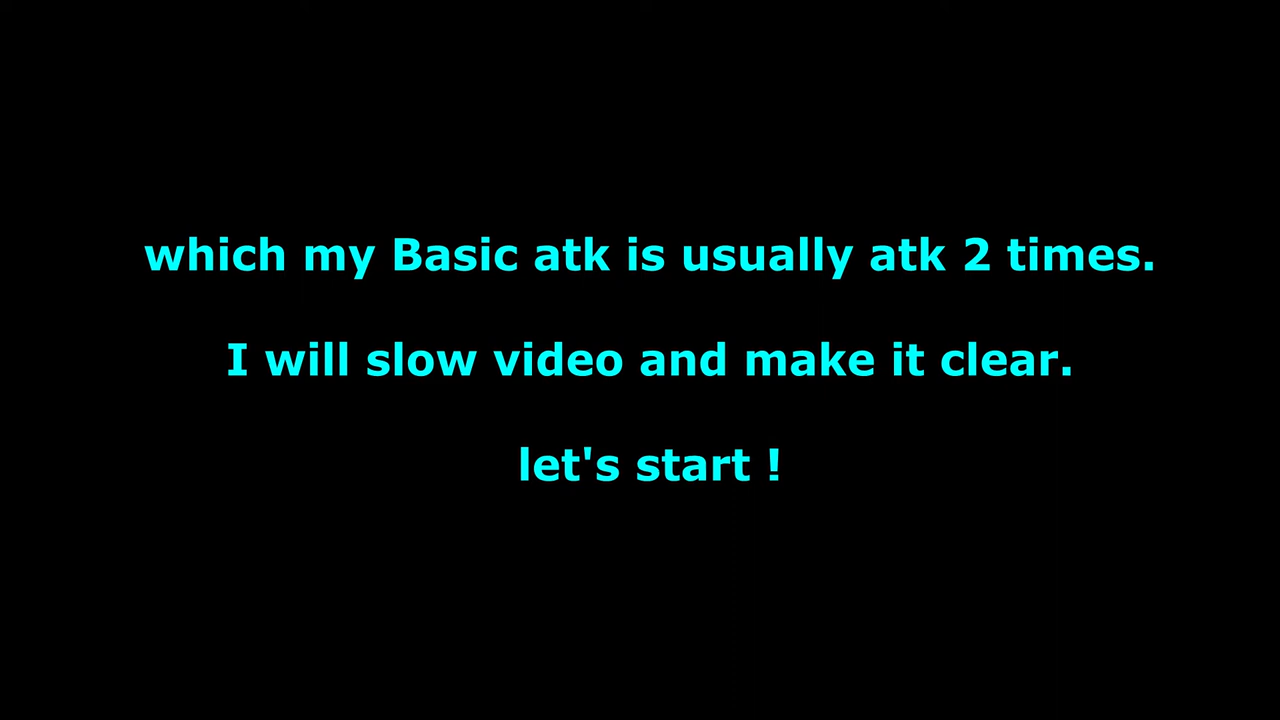 which my Basic atk is usually atk 2 times.
I will slow video and make it clear.
let's start !